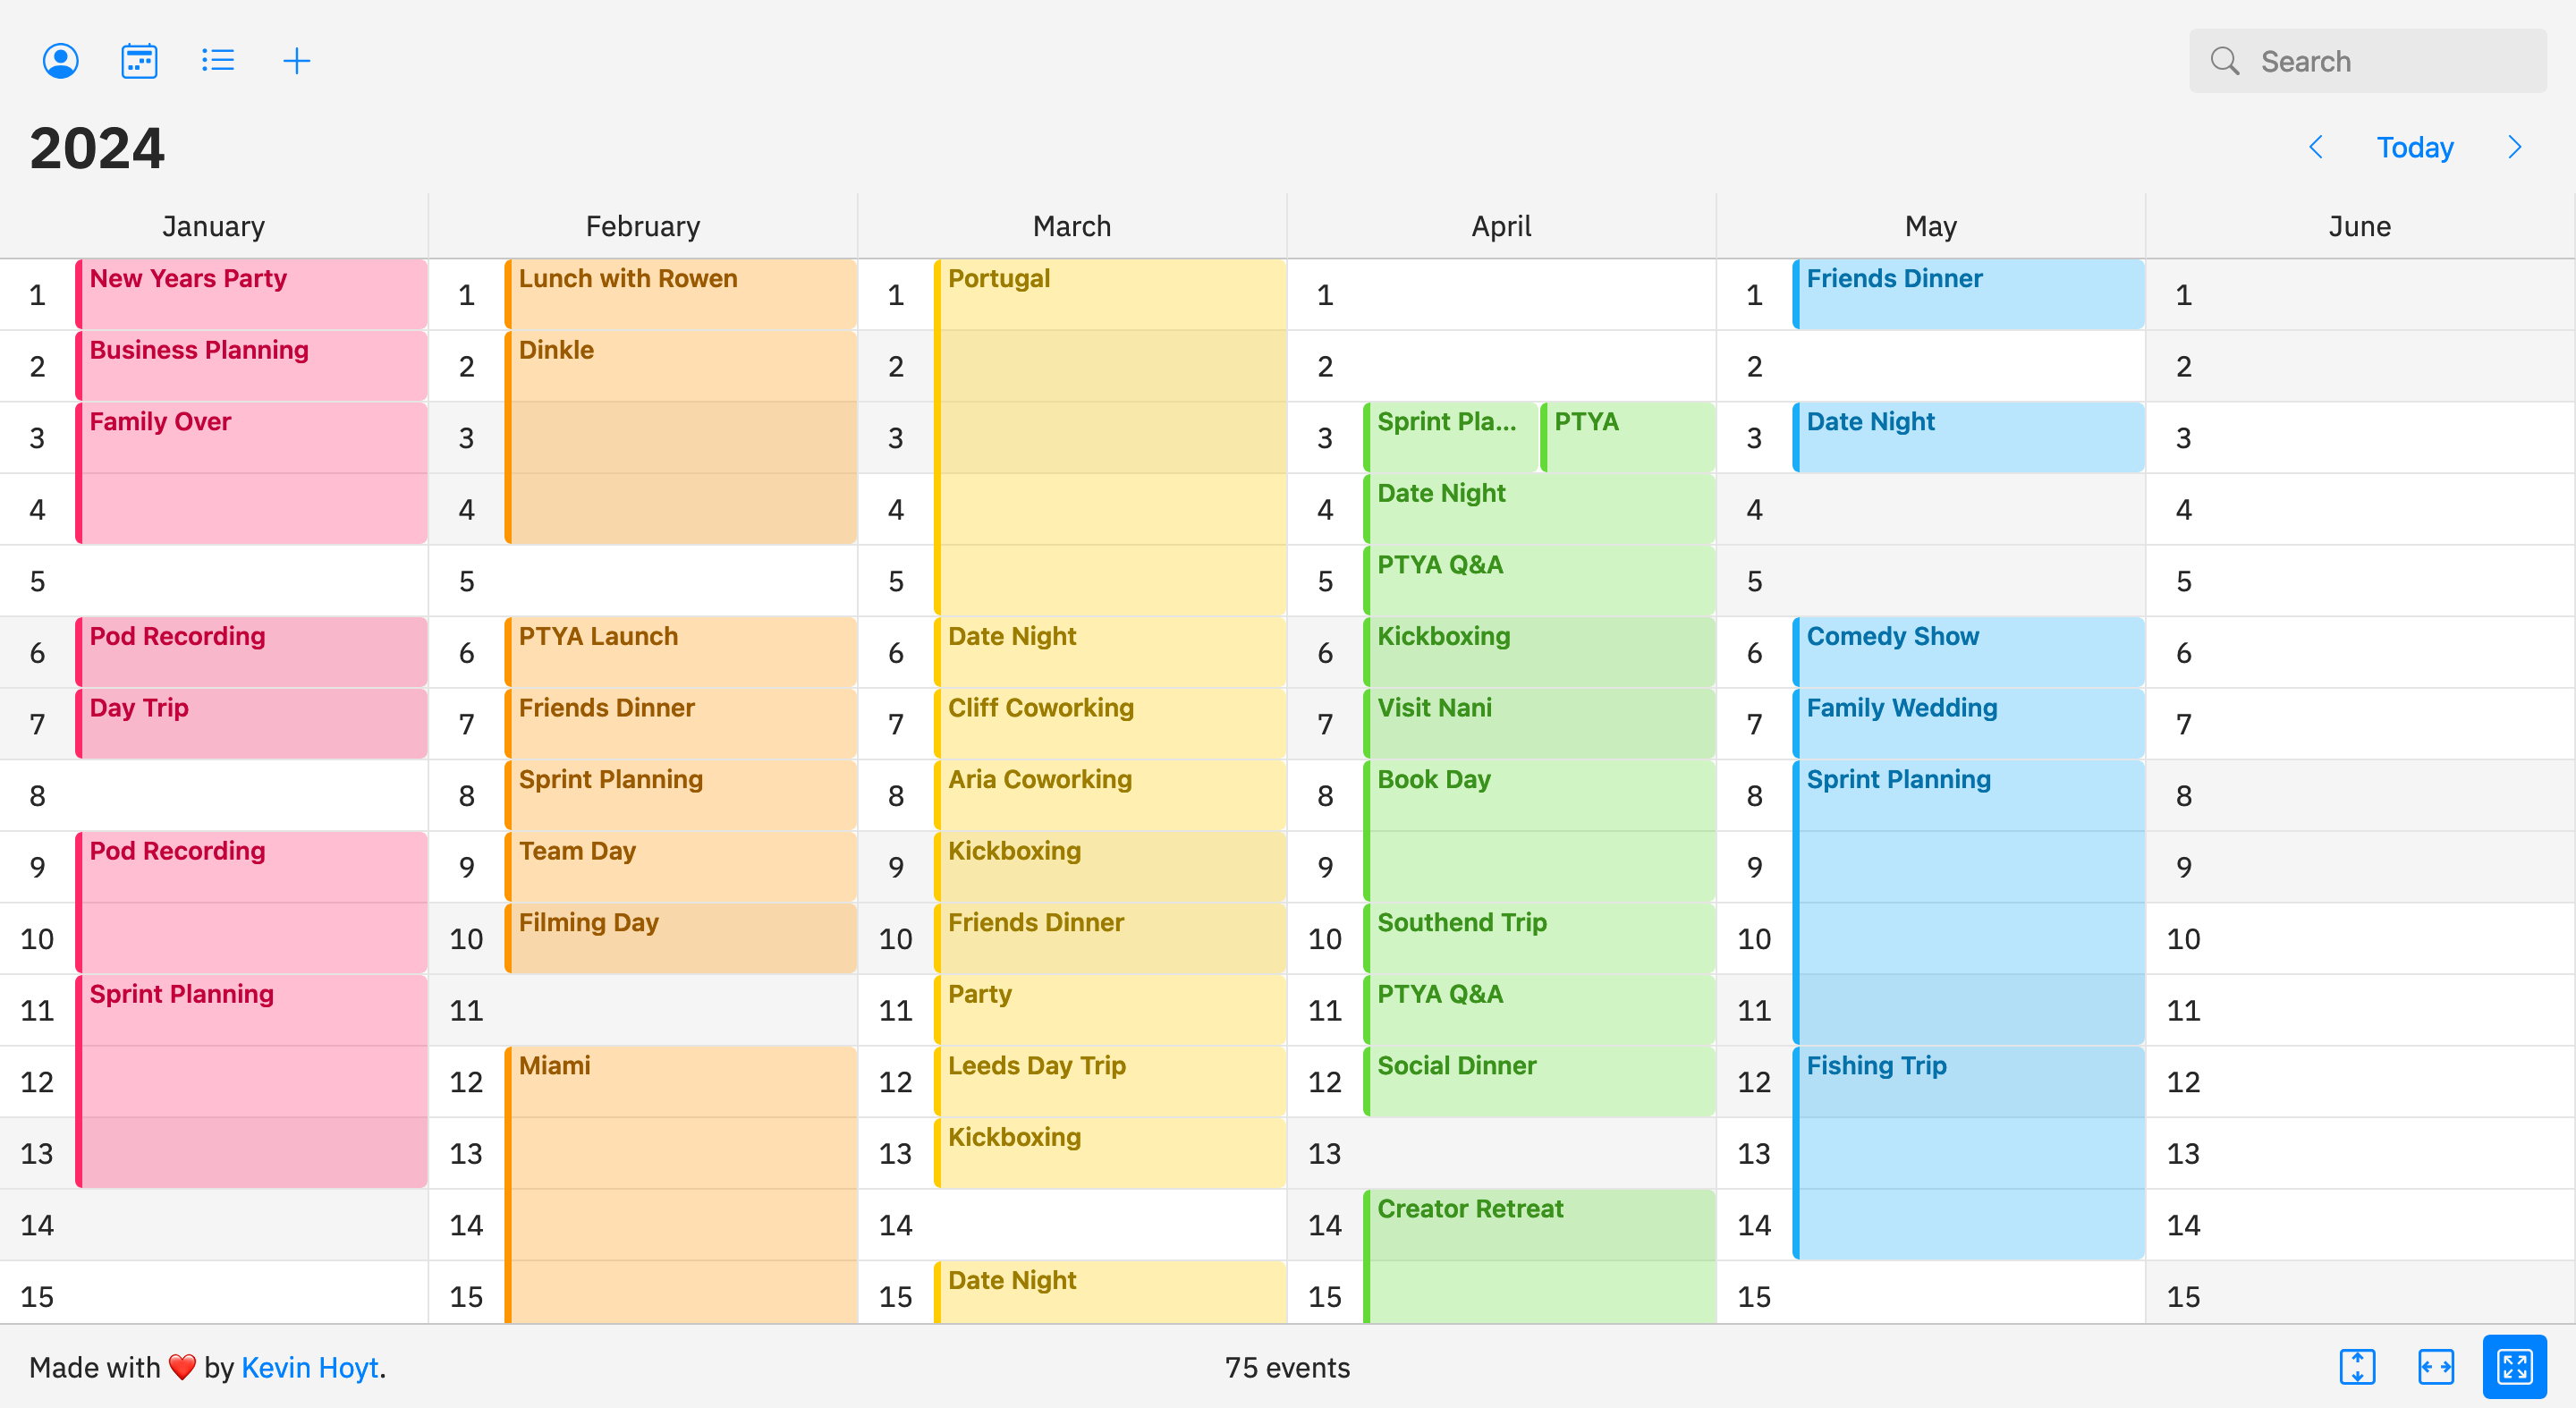 Search
2024
Today
January February March April May June
1 New Years Party 1 Lunch with Rowen 1 Portugal 1 1 Friends Dinner 1
2 Business Planning 2 Dinkle 2 2 2 2
3 Family Over 3 3 3 Sprint Pla... PTYA 3 Date Night 3
4 4 4 4 Date Night 4 4
5 5 5 5 PTYA Q&A 5 5
6 Pod Recording 6 PTYA Launch 6 Date Night 6 Kickboxing 6 Comedy Show 6
7 Day Trip 7 Friends Dinner 7 Cliff Coworking 7 Visit Nani 7 Family Wedding 7
8 8 Sprint Planning 8 Aria Coworking 8 Book Day 8 Sprint Planning 8
9 Pod Recording 9 Team Day 9 Kickboxing 9 9 9
10 10 Filming Day 10 Friends Dinner 10 Southend Trip 10 10
11 Sprint Planning 11 11 Party 11 PTYA Q&A 11 11
12 12 Miami 12 Leeds Day Trip 12 Social Dinner 12 Fishing Trip 12
13 13 13 Kickboxing 13 13 13
14 14 14 14 Creator Retreat 14 14
15 15 15 Date Night 15 15 15
Made with ❤️ by Kevin Hoyt. 75 events